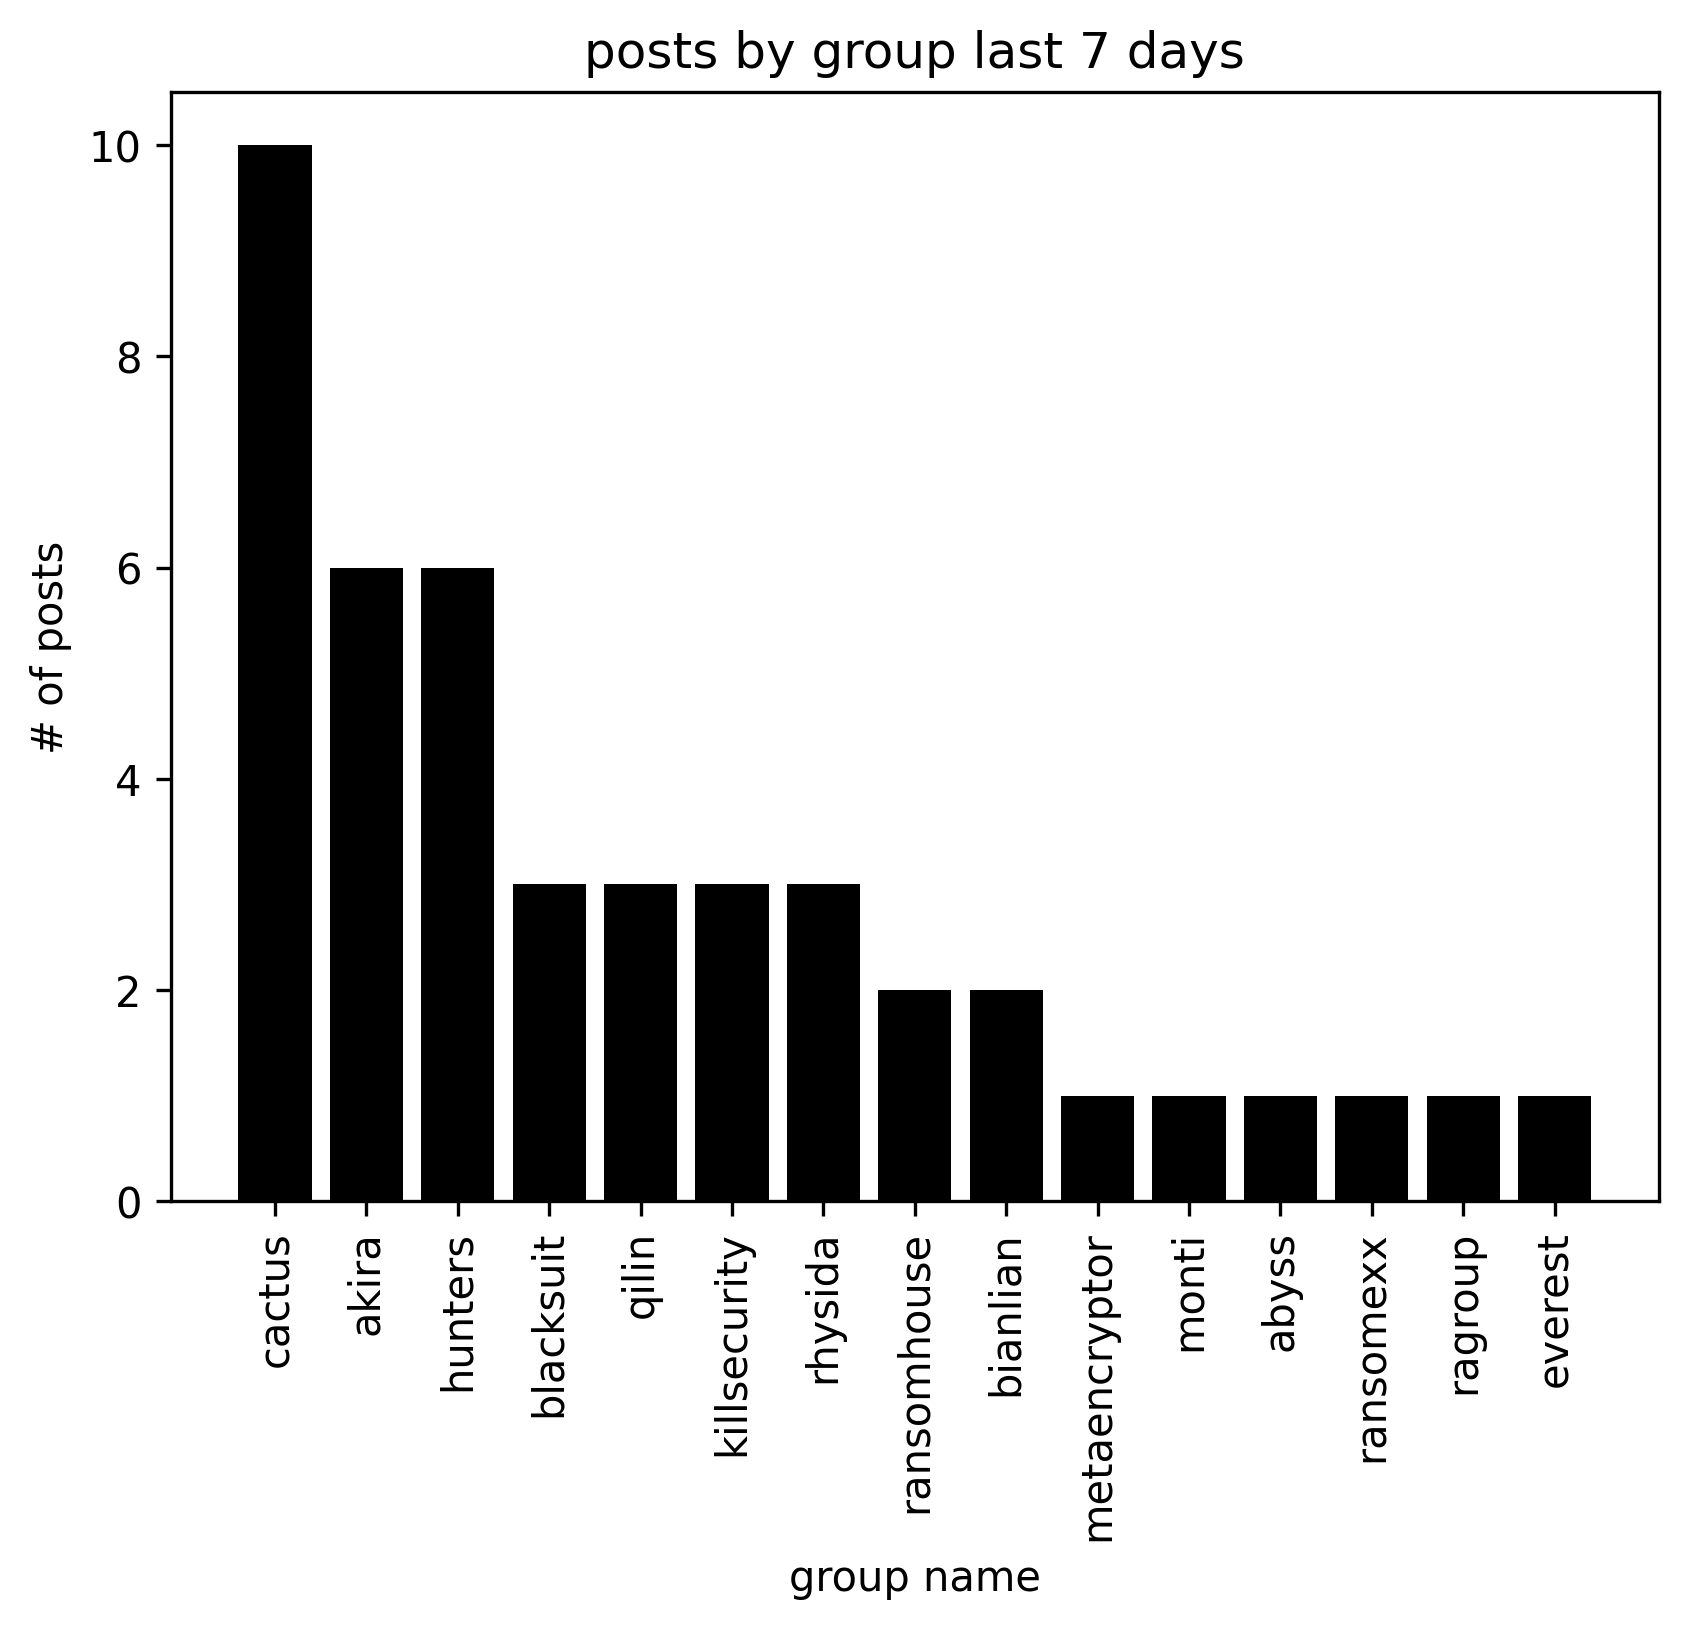 posts by group last 7 days
10
8
6
4
2
0
# of posts
cactus
akira
hunters
blacksuit
qilin
killsecurity
rhysida
ransomhouse
bianlian
metaencryptor
monti
abyss
ransomexx
ragroup
everest
group name